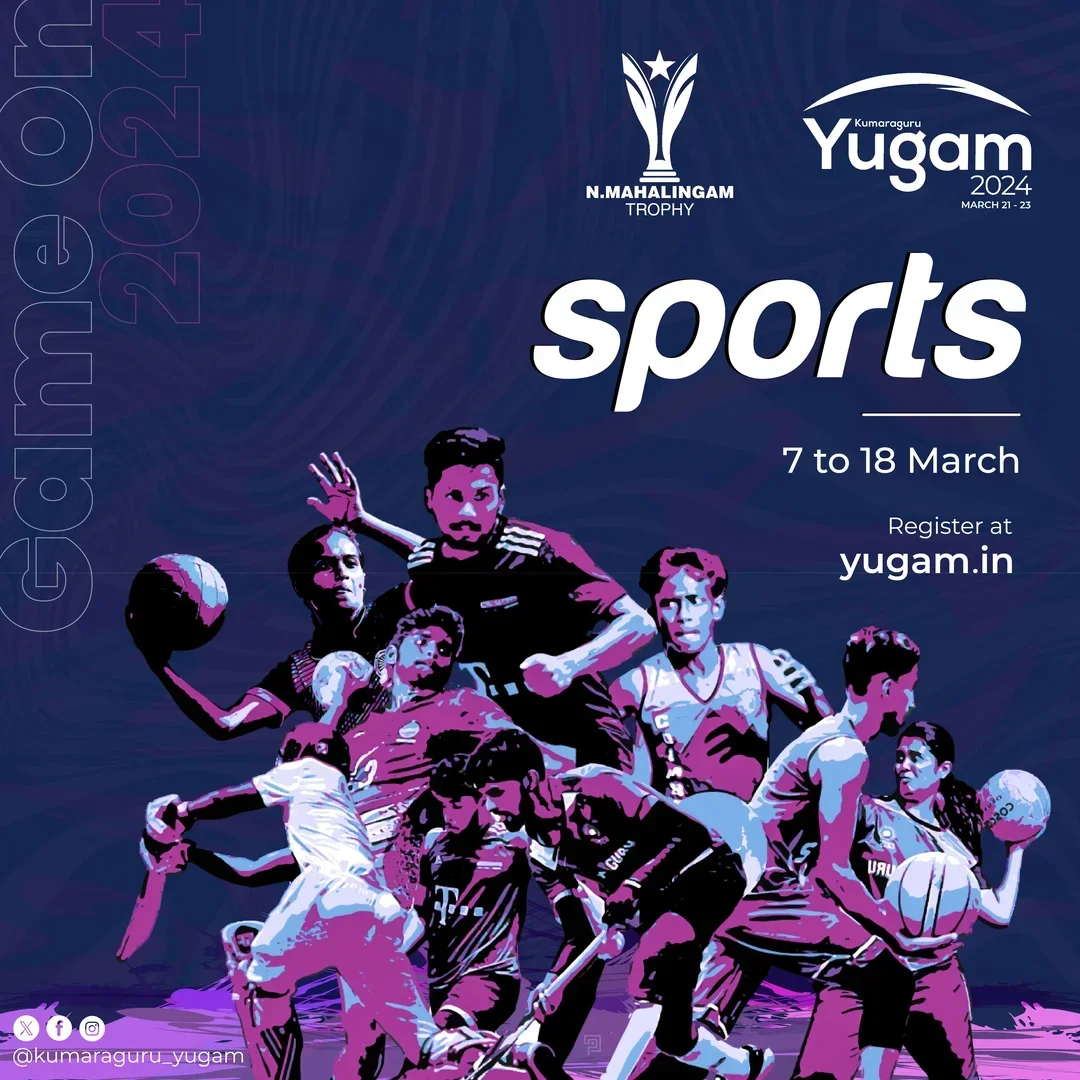 Game On
2024
N.MAHALINGAM
TROPHY
Kumaraguru
Yugam
2024
MARCH 21 - 23
sports
7 to 18 March
Register at
yugam.in
@kumaraguru_yugam